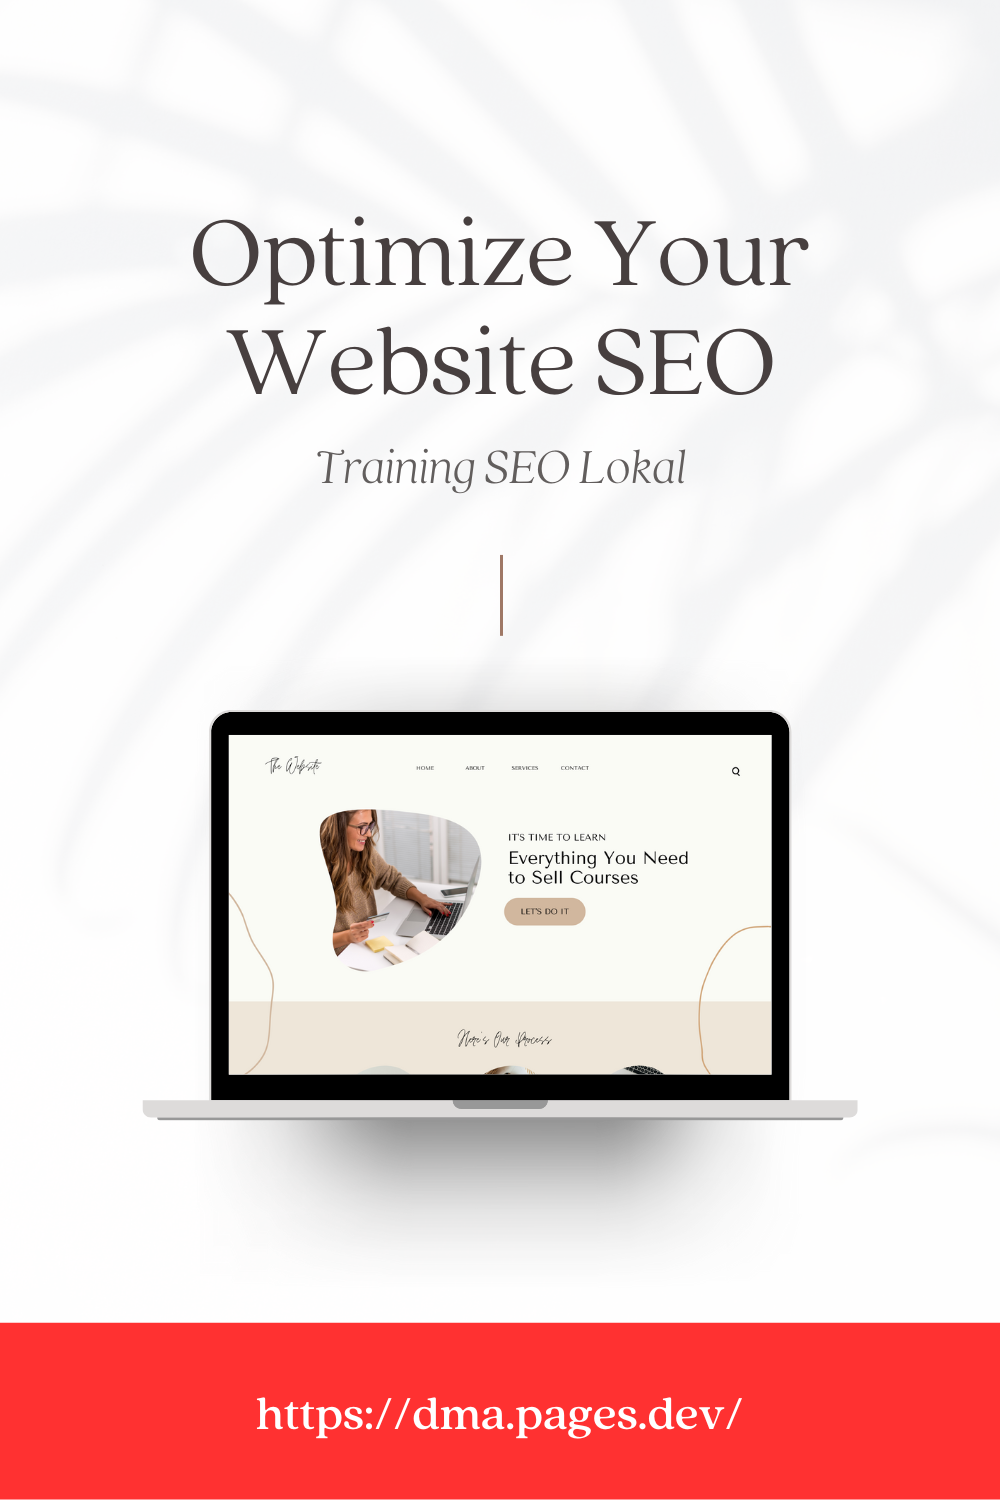 Optimize Your
Website SEO
Training SEO Lokal
The Website
HOME ABOUT SERVICES CONTACT
IT'S TIME TO LEARN
Everything You Need
to Sell Courses
LET'S DO IT
Here's Our Process
https://dma.pages.dev/